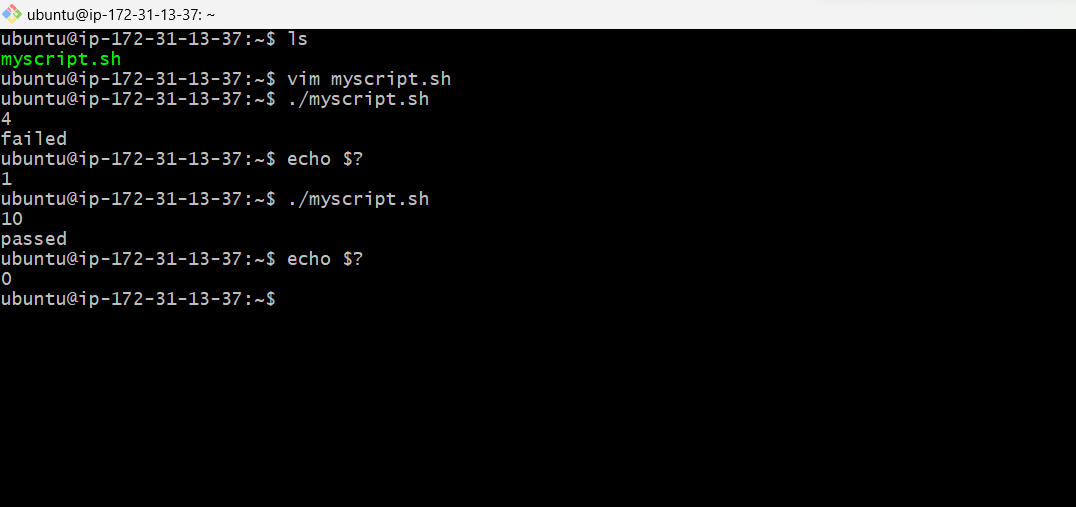 ubuntu@ip-172-31-13-37: ~
ubuntu@ip-172-31-13-37:~$ ls
myscript.sh
ubuntu@ip-172-31-13-37:~$ vim myscript.sh
ubuntu@ip-172-31-13-37:~$ ./myscript.sh
4
failed
ubuntu@ip-172-31-13-37:~$ echo $?
1
ubuntu@ip-172-31-13-37:~$ ./myscript.sh
10
passed
ubuntu@ip-172-31-13-37:~$ echo $?
0
ubuntu@ip-172-31-13-37:~$